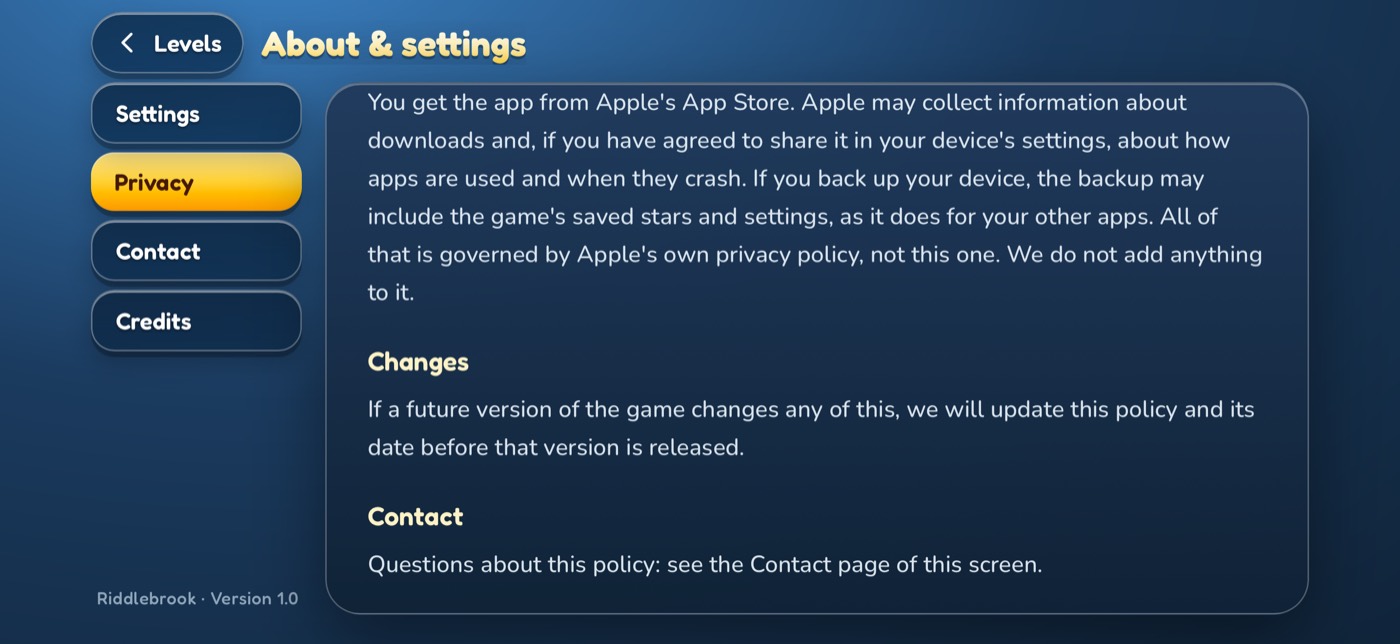 Levels
About & settings
Settings
Privacy
Contact
Credits
Riddlebrook · Version 1.0
You get the app from Apple's App Store. Apple may collect information about
downloads and, if you have agreed to share it in your device's settings, about how
apps are used and when they crash. If you back up your device, the backup may
include the game's saved stars and settings, as it does for your other apps. All of
that is governed by Apple's own privacy policy, not this one. We do not add anything
to it.
Changes
If a future version of the game changes any of this, we will update this policy and its
date before that version is released.
Contact
Questions about this policy: see the Contact page of this screen.